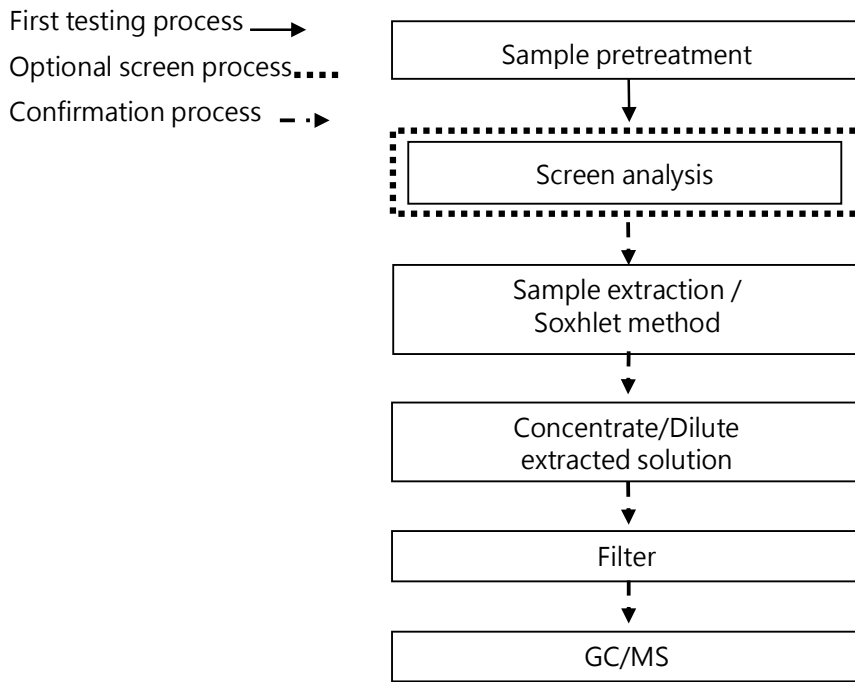 First testing process
Optional screen process
Confirmation process
Sample pretreatment
Screen analysis
Sample extraction /
Soxhlet method
Concentrate/Dilute
extracted solution
Filter
GC/MS